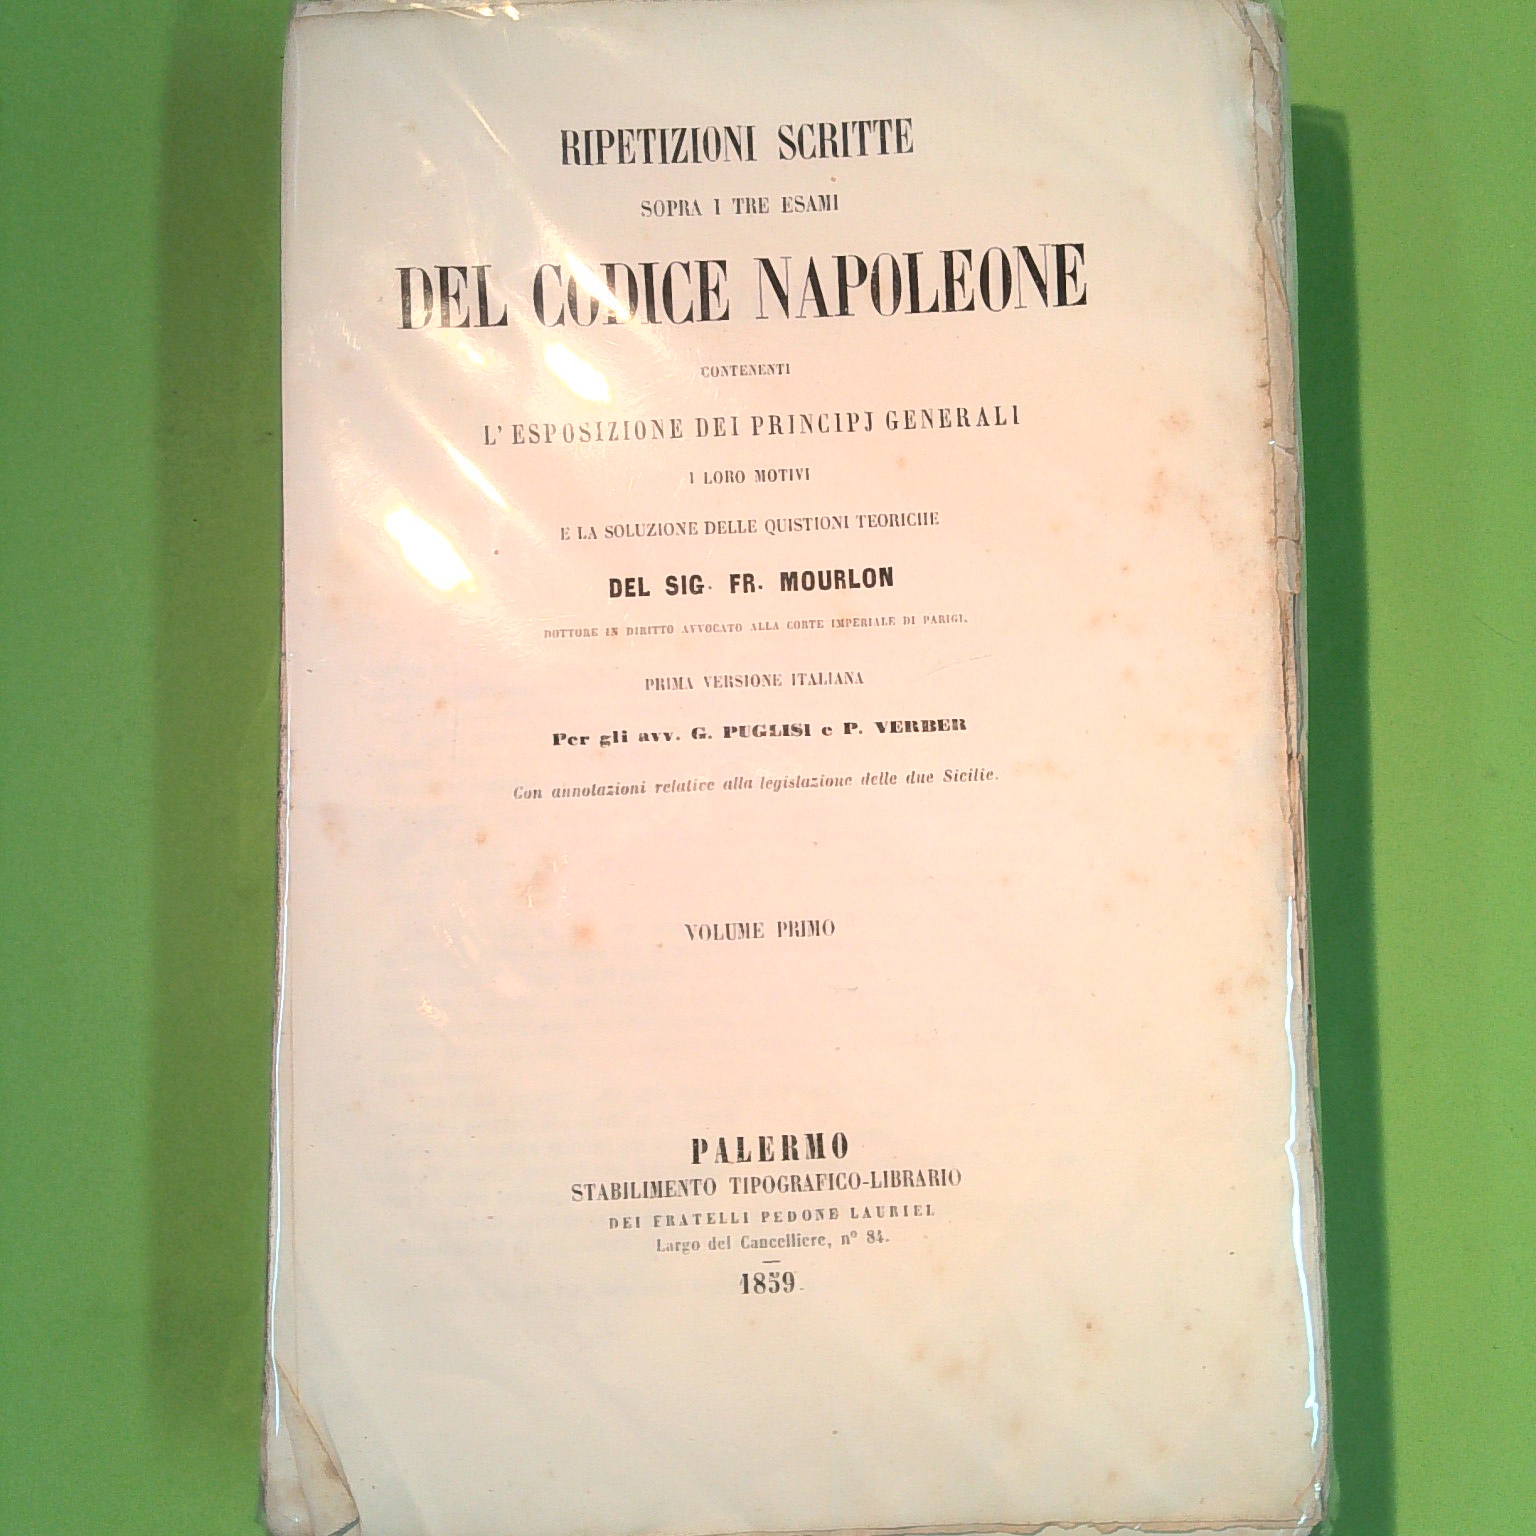 RIPETIZIONI SCRITTE
SOPRA I TRE ESAMI
DEL CODICE NAPOLEONE
CONTENENTI
L' ESPOSIZIONE DEI PRINCIPJ GENERALI
I LORO MOTIVI
E LA SOLUZIONE DELLE QUISTIONI TEORICHE
DEL SIG. FR. MOURLON
DOTTORE IN DIRITTO AVVOCATO ALLA CORTE IMPERIALE DI PARIGI.
PRIMA VERSIONE ITALIANA
Per gli avv. G. PUGLISI e P. VERBER
Con annotazioni relative alla legislazione delle due Sicilie.
VOLUME PRIMO
PALERMO
STABILIMENTO TIPOGRAFICO-LIBRARIO
DEI FRATELLI PEDONE LAURIEL
Largo del Cancelliere, nº 84.
1859.